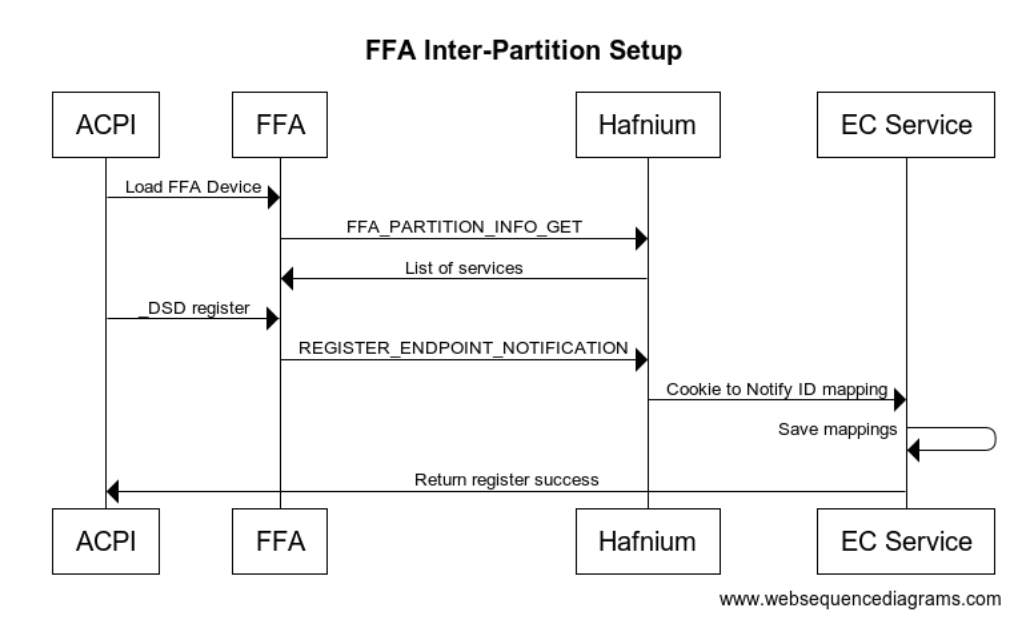 FFA Inter-Partition Setup
ACPI
FFA
Hafnium
EC Service
Load FFA Device
FFA_PARTITION_INFO_GET
List of services
_DSD register
REGISTER_ENDPOINT_NOTIFICATION
Cookie to Notify ID mapping
Save mappings
Return register success
ACPI
FFA
Hafnium
EC Service
www.websequencediagrams.com